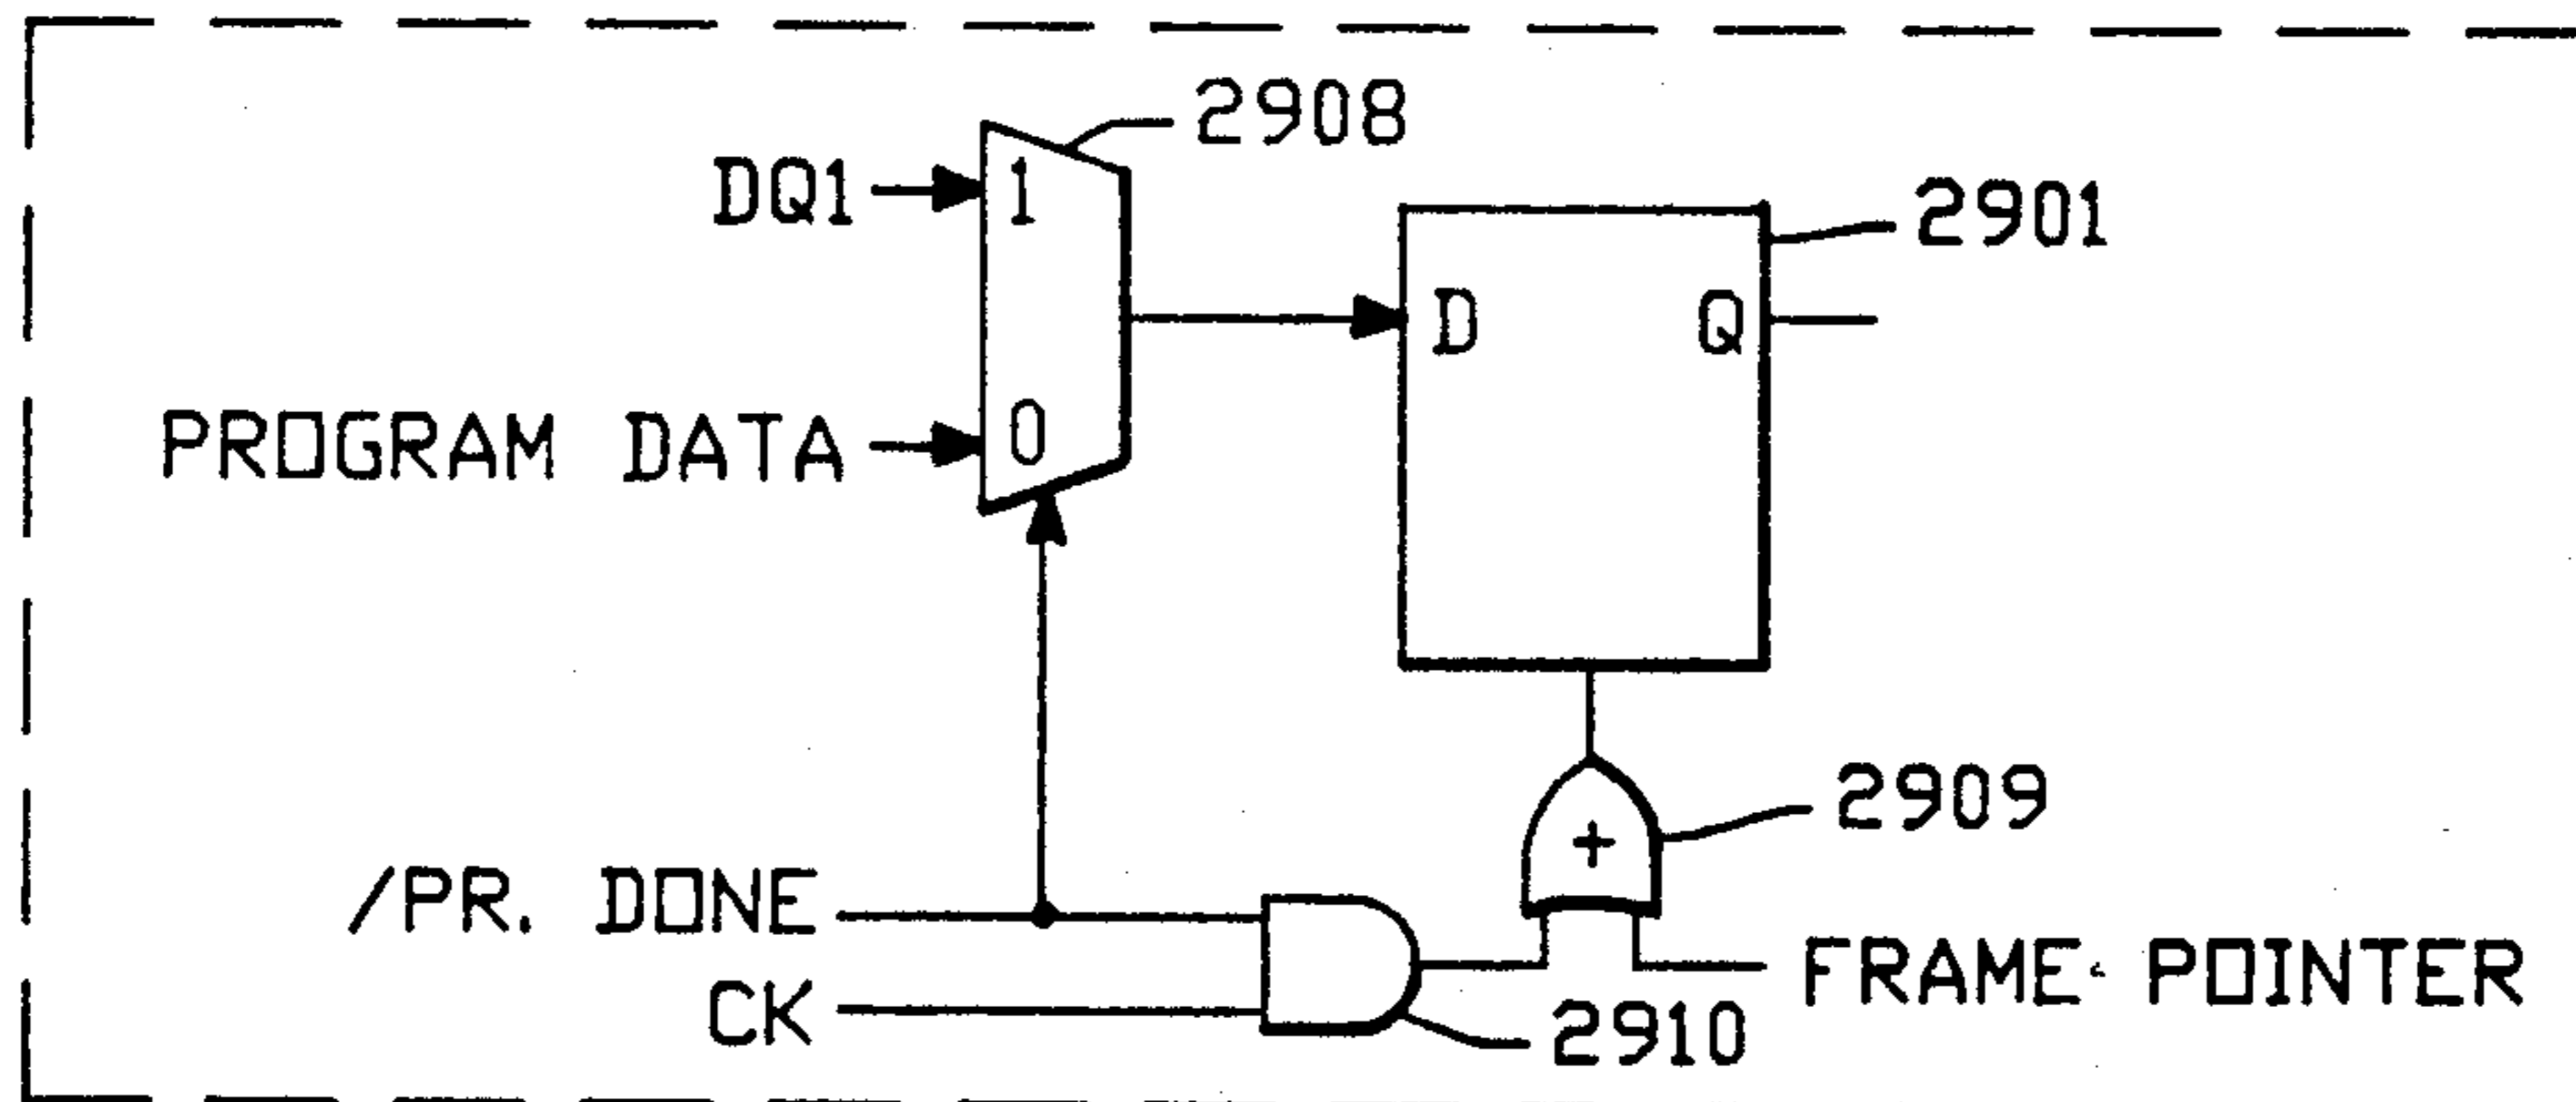 2908
DQ1
1
2901
D
Q
PROGRAM DATA
0
2909
+
/PR. DONE
FRAME POINTER
CK
2910